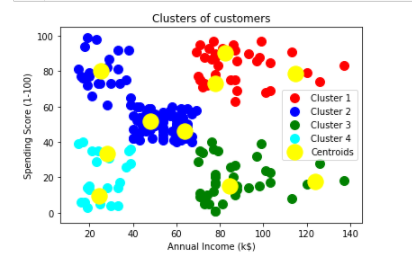 Clusters of customers
Spending Score (1-100)
100
80
60
40
20
0
Cluster 1
Cluster 2
Cluster 3
Cluster 4
Centroids
20 40 60 80 100 120 140
Annual Income (k$)